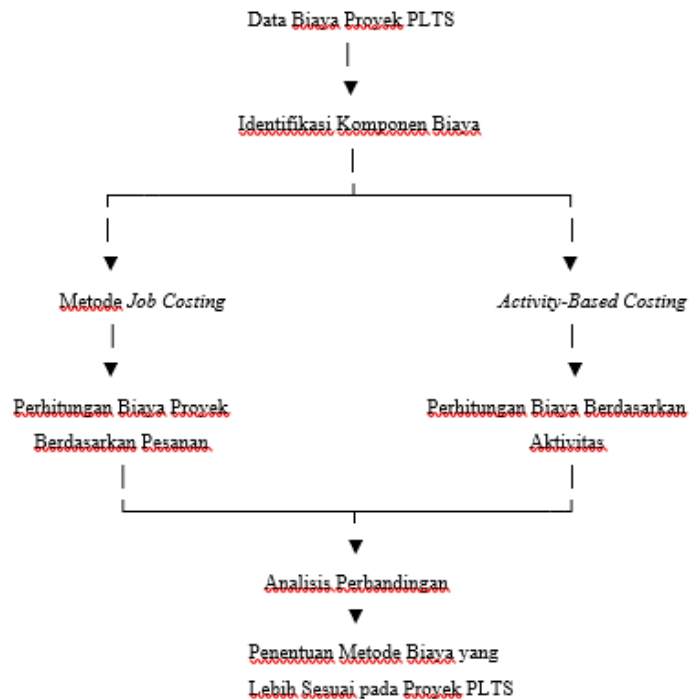 Data Biaya Proyek PLTS
Identifikasi Komponen Biaya
Metode Job Costing
Activity-Based Costing
Perhitungan Biaya Proyek
Berdasarkan Pesanan
Perhitungan Biaya Berdasarkan
Aktivitas
Analisis Perbandingan
Penentuan Metode Biaya yang
Lebih Sesuai pada Proyek PLTS